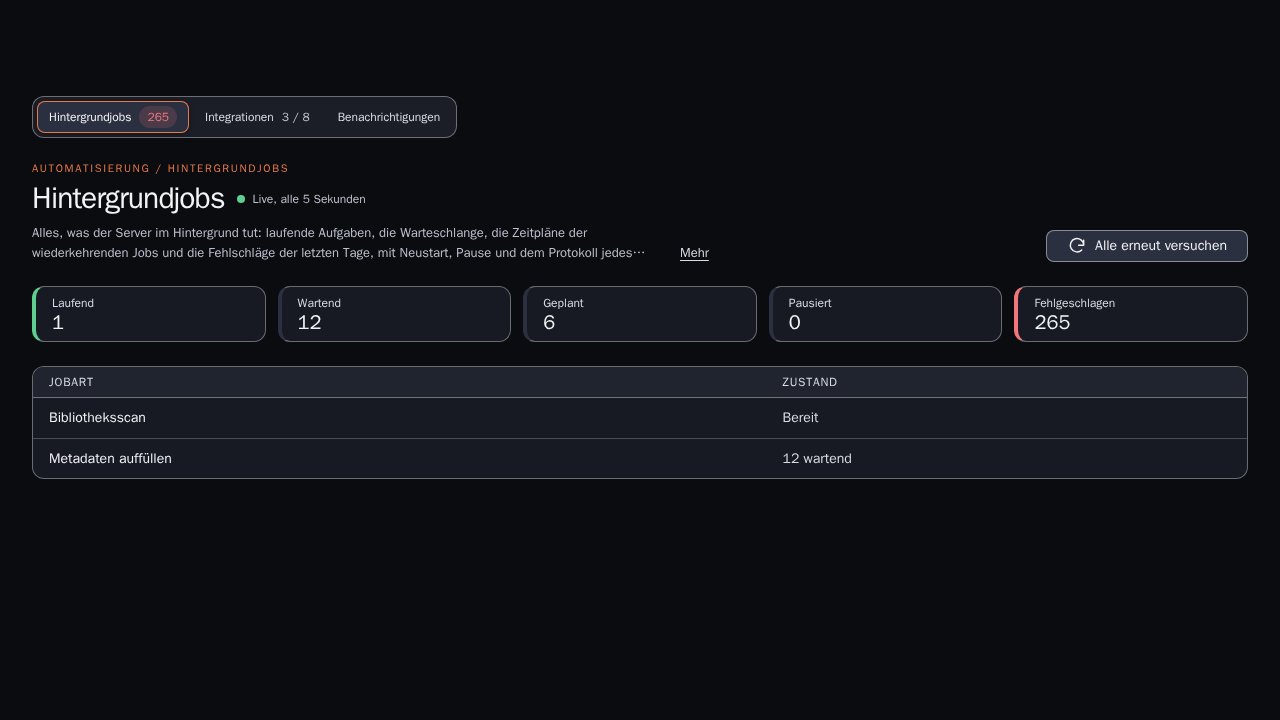 Hintergrundjobs 265 Integrationen 3 / 8 Benachrichtigungen
AUTOMATISIERUNG / HINTERGRUNDJOBS
Hintergrundjobs Live, alle 5 Sekunden
Alles, was der Server im Hintergrund tut: laufende Aufgaben, die Warteschlange, die Zeitpläne der
wiederkehrenden Jobs und die Fehlschläge der letzten Tage, mit Neustart, Pause und dem Protokoll jedes… Mehr
Alle erneut versuchen
Laufend
1
Wartend
12
Geplant
6
Pausiert
0
Fehlgeschlagen
265
JOBART ZUSTAND
Bibliotheksscan Bereit
Metadaten auffüllen 12 wartend